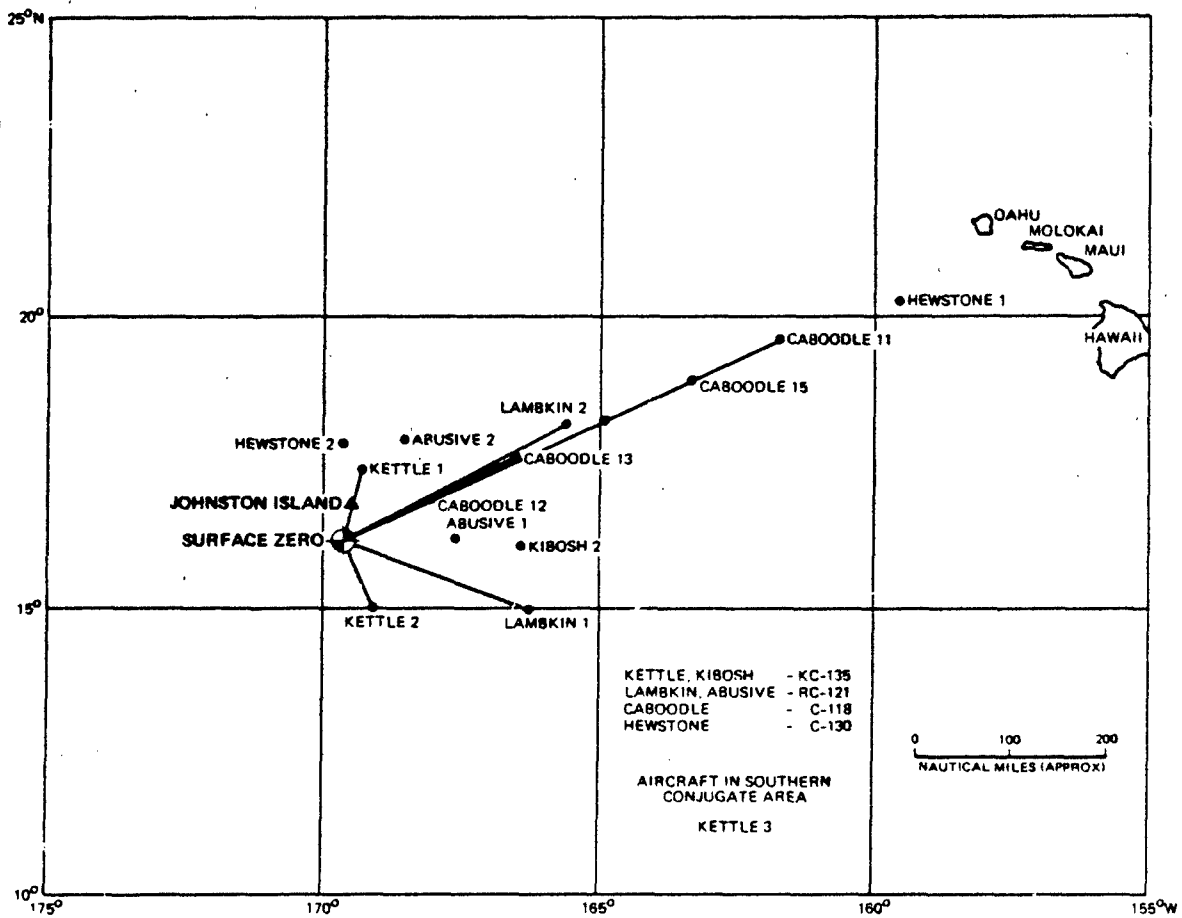 25°N
OAHU
MOLOKAI
MAUI
HEWSTONE 1
20°
CABOODLE 11
HAWAII
CABOODLE 15
LAMBKIN 2
HEWSTONE 2
ABUSIVE 2
CABOODLE 13
KETTLE 1
JOHNSTON ISLAND
CABOODLE 12
ABUSIVE 1
SURFACE ZERO
KIBOSH 2
15°
KETTLE 2
LAMBKIN 1
KETTLE, KIBOSH - KC-135
LAMBKIN, ABUSIVE - RC-121
CABOODLE - C-118
HEWSTONE - C-130
0 100 200
NAUTICAL MILES (APPROX)
AIRCRAFT IN SOUTHERN
CONJUGATE AREA
KETTLE 3
10°
175° 170° 165° 160° 155°W